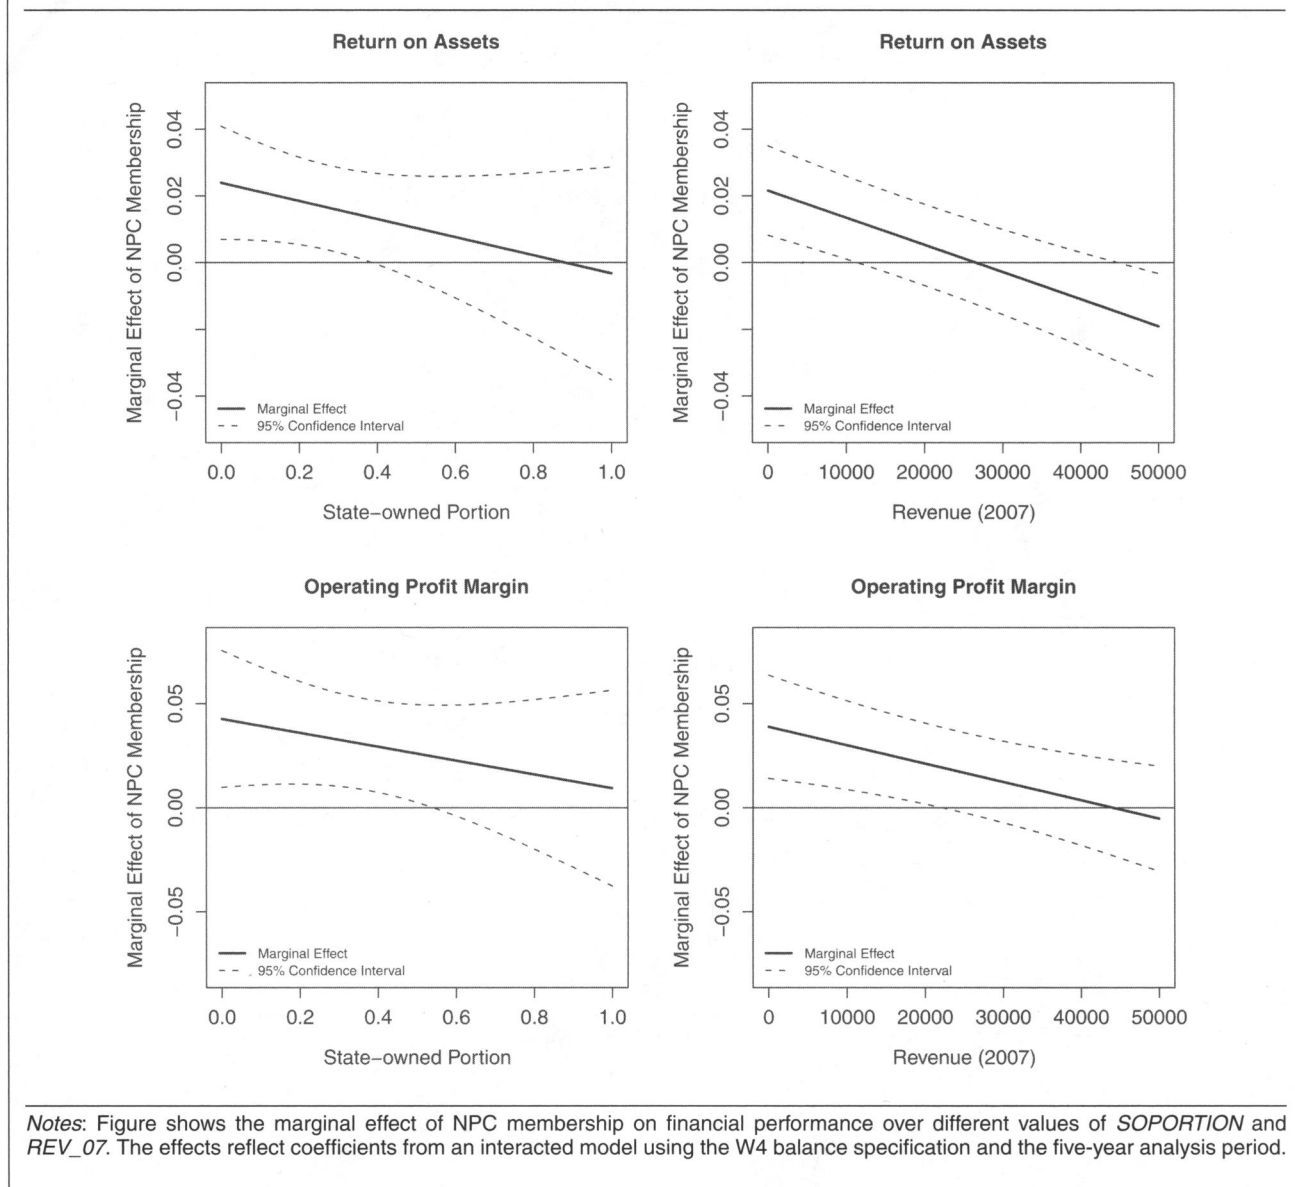 Return on Assets
Marginal Effect of NPC Membership
0.04
0.02
0.00
−0.04
Marginal Effect
95% Confidence Interval
0.0 0.2 0.4 0.6 0.8 1.0
State−owned Portion
Return on Assets
Marginal Effect of NPC Membership
0.04
0.02
0.00
−0.04
Marginal Effect
95% Confidence Interval
0 10000 20000 30000 40000 50000
Revenue (2007)
Operating Profit Margin
Marginal Effect of NPC Membership
0.05
0.00
−0.05
Marginal Effect
95% Confidence Interval
0.0 0.2 0.4 0.6 0.8 1.0
State−owned Portion
Operating Profit Margin
Marginal Effect of NPC Membership
0.05
0.00
−0.05
Marginal Effect
95% Confidence Interval
0 10000 20000 30000 40000 50000
Revenue (2007)
Notes: Figure shows the marginal effect of NPC membership on financial performance over different values of SOPORTION and
REV_07. The effects reflect coefficients from an interacted model using the W4 balance specification and the five-year analysis period.